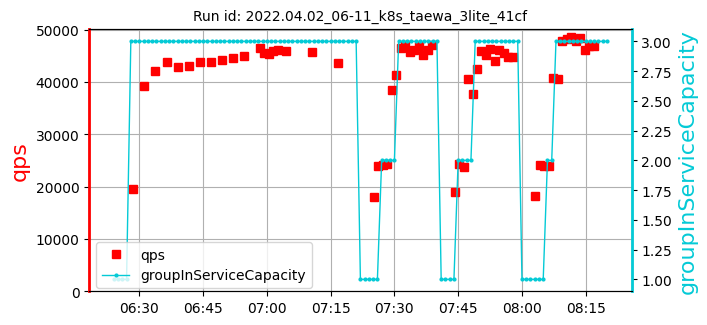 Run id: 2022.04.02_06-11_k8s_taewa_3lite_41cf
50000
40000
30000
20000
10000
0
qps
3.00
2.75
2.50
2.25
2.00
1.75
1.50
1.25
1.00
groupInServiceCapacity
qps
groupInServiceCapacity
06:30 06:45 07:00 07:15 07:30 07:45 08:00 08:15